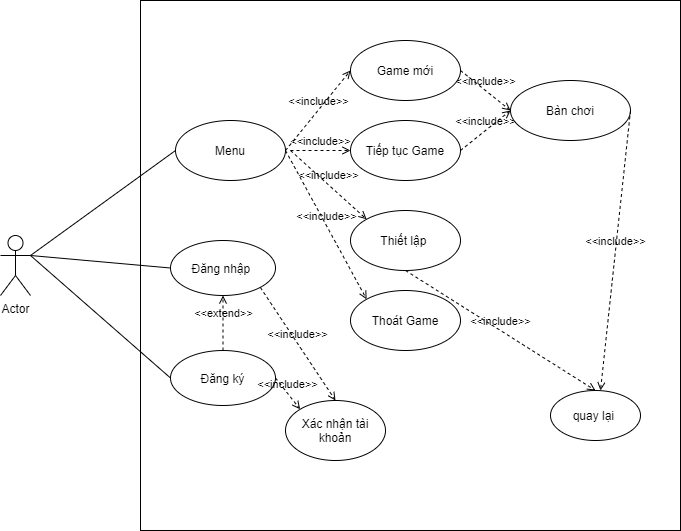 Game mới
<<include>>
<<include>>
Bản chơi
Menu
<<include>>
Tiếp tục Game
<<include>>
<<include>>
<<include>>
Thiết lập
<<include>>
Đăng nhập
Actor
<<extend>>
Thoát Game
<<include>>
<<include>>
Đăng ký
<<include>>
Xác nhận tài
khoản
quay lại